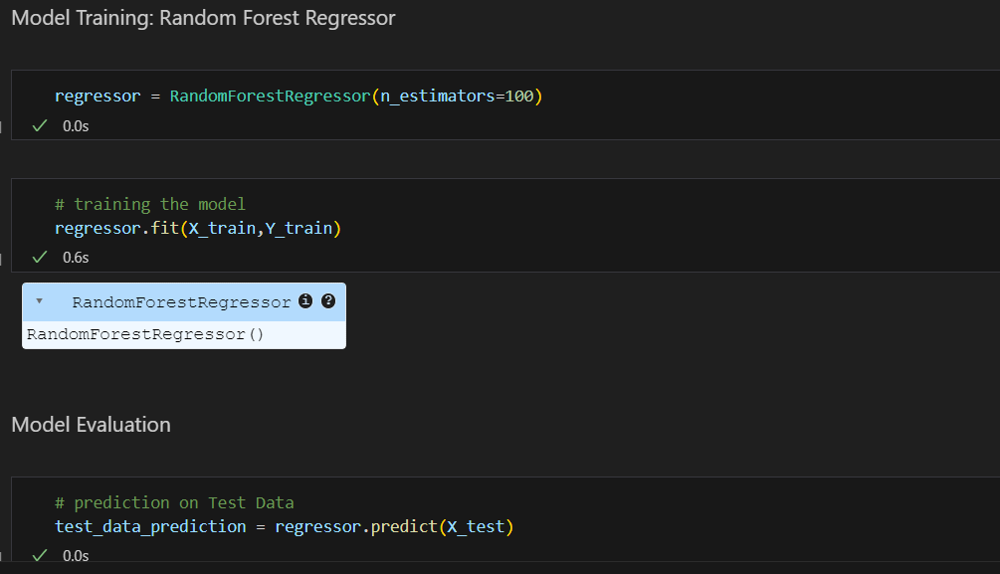 Model Training: Random Forest Regressor
regressor = RandomForestRegressor(n_estimators=100)
0.0s
# training the model
regressor.fit(X_train,Y_train)
0.6s
RandomForestRegressor
RandomForestRegressor()
Model Evaluation
# prediction on Test Data
test_data_prediction = regressor.predict(X_test)
0.0s